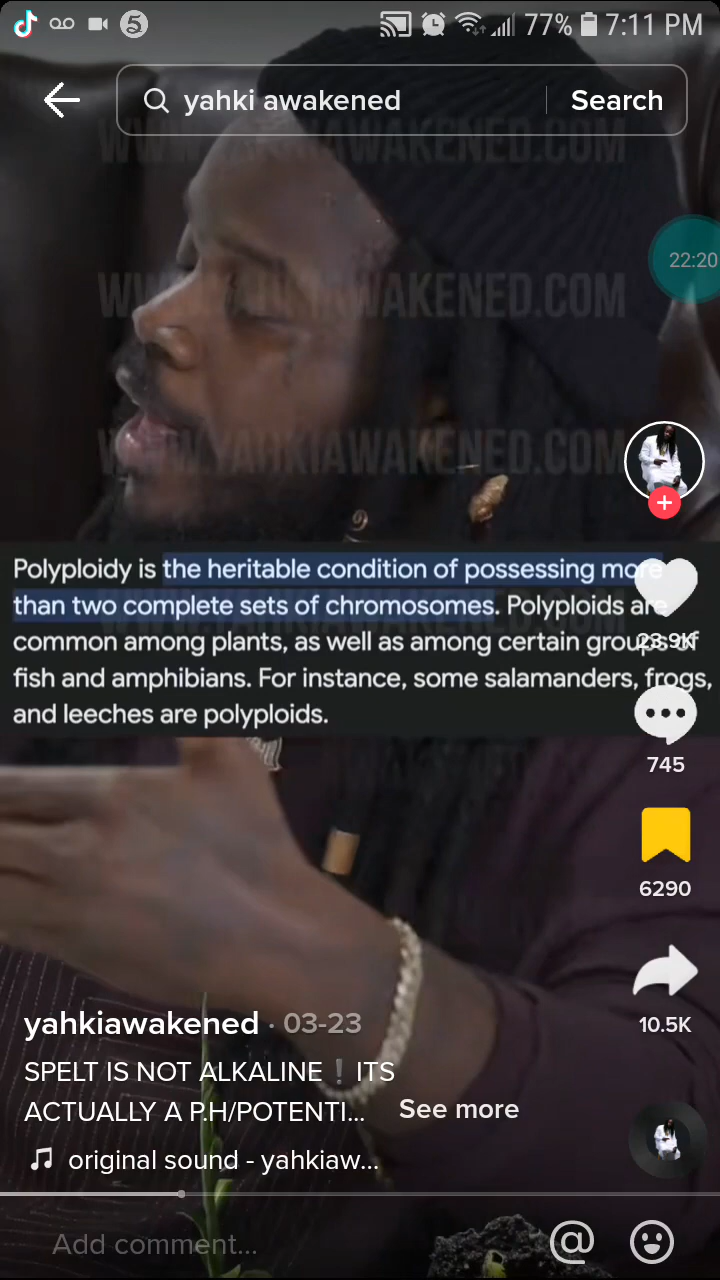 77% 7:11 PM
yahki awakened
Search
WWW.YAHKIAWAKENED.COM
22:20
WWW.YAHKIAWAKENED.COM
WWW.YAHKIAWAKENED.COM
Polyploidy is the heritable condition of possessing more
than two complete sets of chromosomes. Polyploids are
common among plants, as well as among certain groups of
fish and amphibians. For instance, some salamanders, frogs,
and leeches are polyploids.
23.9K
745
6290
10.5K
yahkiawakened · 03-23
SPELT IS NOT ALKALINE❕ITS
ACTUALLY A P.H/POTENTI... See more
original sound - yahkiaw...
Add comment...
@